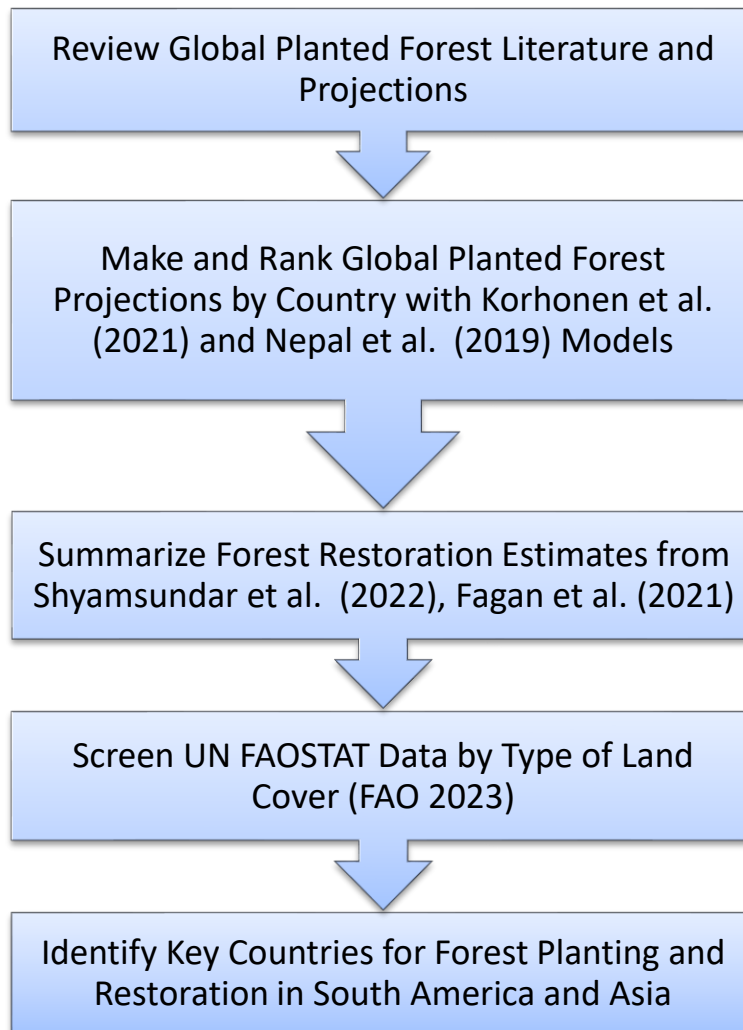 Review Global Planted Forest Literature and
Projections
Make and Rank Global Planted Forest
Projections by Country with Korhonen et al.
(2021) and Nepal et al.  (2019) Models
Summarize Forest Restoration Estimates from
Shyamsundar et al.  (2022), Fagan et al. (2021)
Screen UN FAOSTAT Data by Type of Land
Cover (FAO 2023)
Identify Key Countries for Forest Planting and
Restoration in South America and Asia